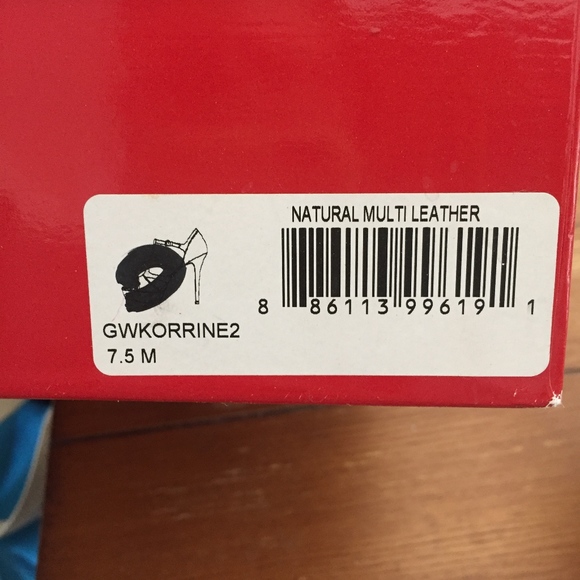 NATURAL MULTI LEATHER
8 86113 99619 1
GWKORRINE2
7.5 M